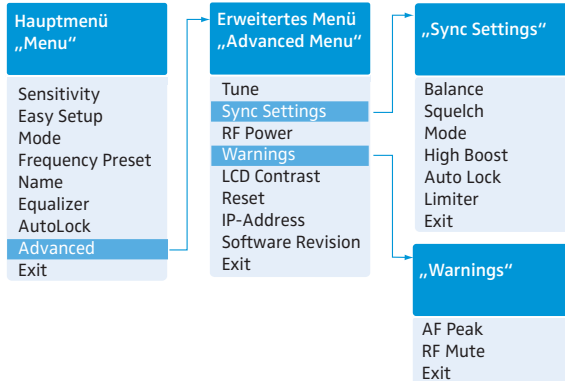 Hauptmenü
„Menu“
Sensitivity
Easy Setup
Mode
Frequency Preset
Name
Equalizer
AutoLock
Advanced
Exit
Erweitertes Menü
„Advanced Menu“
Tune
Sync Settings
RF Power
Warnings
LCD Contrast
Reset
IP-Address
Software Revision
Exit
„Sync Settings“
Balance
Squelch
Mode
High Boost
Auto Lock
Limiter
Exit
„Warnings“
AF Peak
RF Mute
Exit